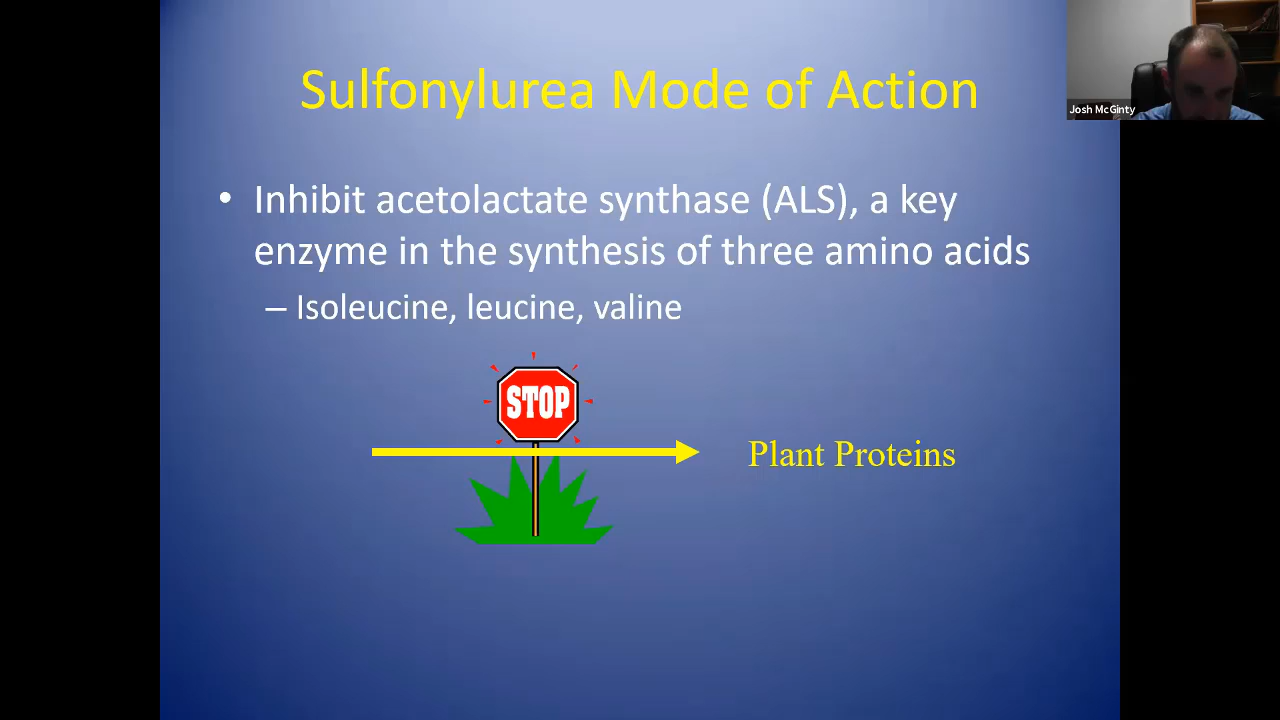 Sulfonylurea Mode of Action
Josh McGinty
• Inhibit acetolactate synthase (ALS), a key
enzyme in the synthesis of three amino acids
– Isoleucine, leucine, valine
STOP
Plant Proteins